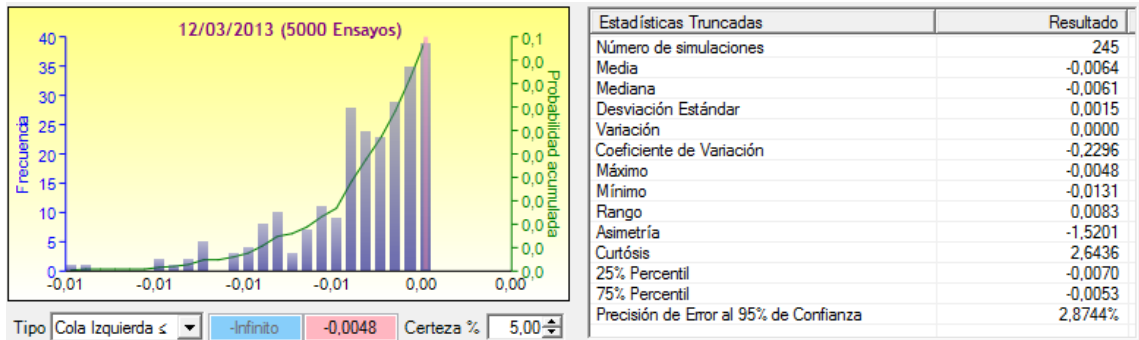 12/03/2013 (5000 Ensayos)
40
35
30
25
20
15
10
5
0
Frecuencia
0,1
0,0
0,0
0,0
0,0
0,0
0,0
0,0
0,0
0,0
0,0
Probabilidad acumulada
-0,01 -0,01 -0,01 -0,01 0,00 0,00
Tipo Cola Izquierda ≤ -Infinito -0,0048 Certeza % 5,00
Estadísticas Truncadas Resultado
Número de simulaciones 245
Media -0,0064
Mediana -0,0061
Desviación Estándar 0,0015
Variación 0,0000
Coeficiente de Variación -0,2296
Máximo -0,0048
Mínimo -0,0131
Rango 0,0083
Asimetría -1,5201
Curtósis 2,6436
25% Percentil -0,0070
75% Percentil -0,0053
Precisión de Error al 95% de Confianza 2,8744%